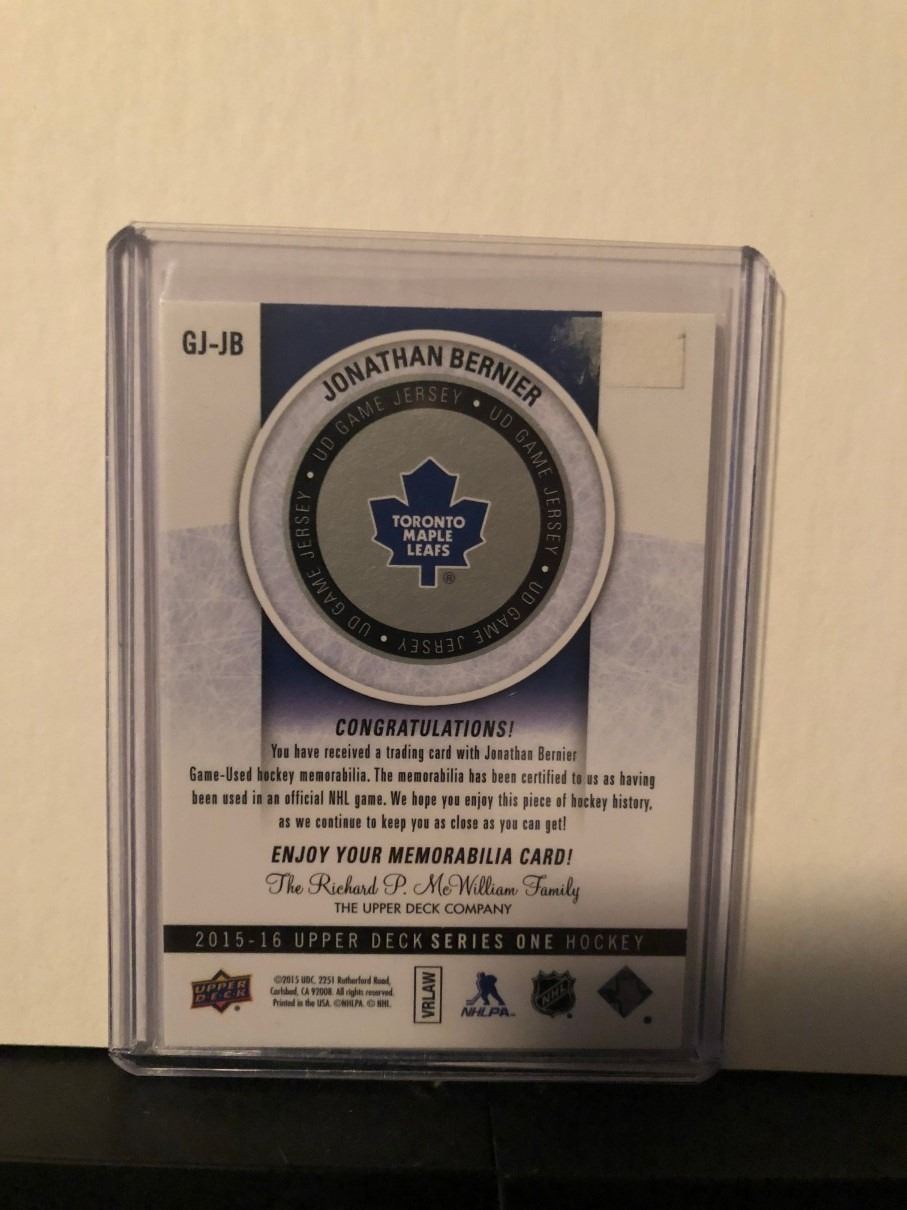 GJ-JB
JONATHAN BERNIER
UD GAME JERSEY • UD GAME JERSEY • UD GAME JERSEY • UD GAME JERSEY •
TORONTO
MAPLE
LEAFS
®
CONGRATULATIONS!
You have received a trading card with Jonathan Bernier
Game-Used hockey memorabilia. The memorabilia has been certified to us as having
been used in an official NHL game. We hope you enjoy this piece of hockey history,
as we continue to keep you as close as you can get!
ENJOY YOUR MEMORABILIA CARD!
The Richard P. McWilliam Family
THE UPPER DECK COMPANY
2015-16 UPPER DECK SERIES ONE HOCKEY
UPPER
DECK
©2015 UDC. 2251 Rutherford Road,
Carlsbad, CA 92008. All rights reserved.
Printed in the USA. ©NHLPA. © NHL.
VRLAW
NHLPA
NHL